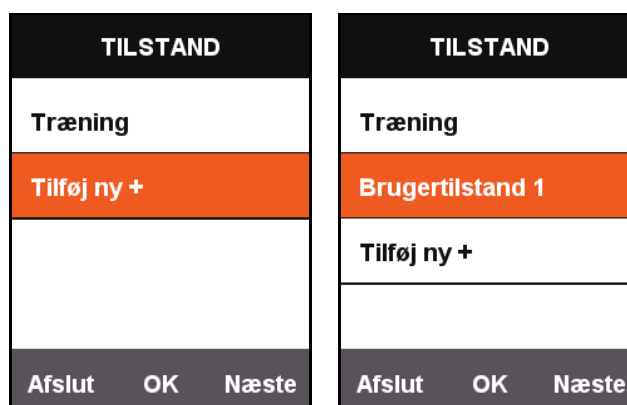 TILSTAND
Træning
Tilføj ny +
Afslut OK Næste
TILSTAND
Træning
Brugertilstand 1
Tilføj ny +
Afslut OK Næste